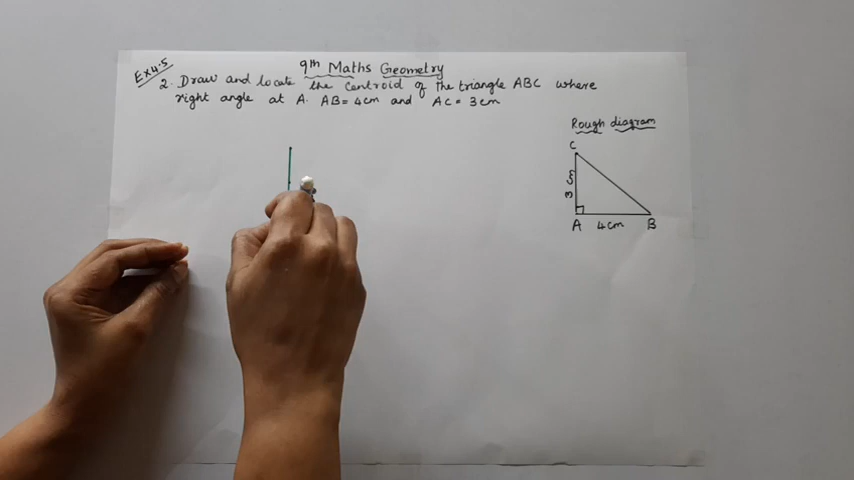 Ex 4.5
9th Maths Geometry
2. Draw and locate the centroid of the triangle ABC where
right angle at A. AB = 4cm and AC = 3cm
Rough diagram
C
3cm
A 4cm B